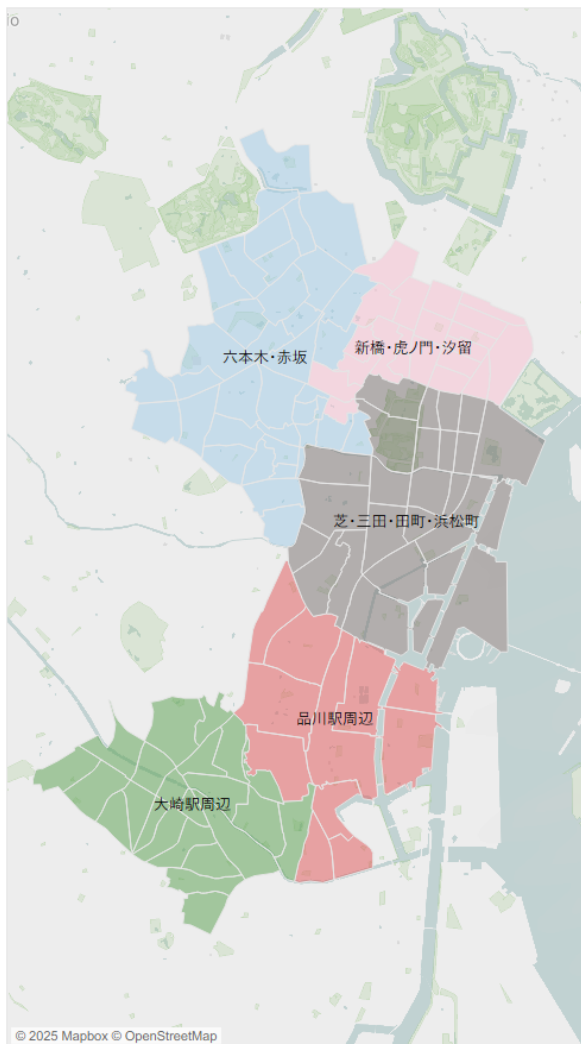 IO
新橋・虎ノ門・汐留
六本木・赤坂
芝・三田・田町・浜松町
品川駅周辺
大崎駅周辺
© 2025 Mapbox © OpenStreetMap